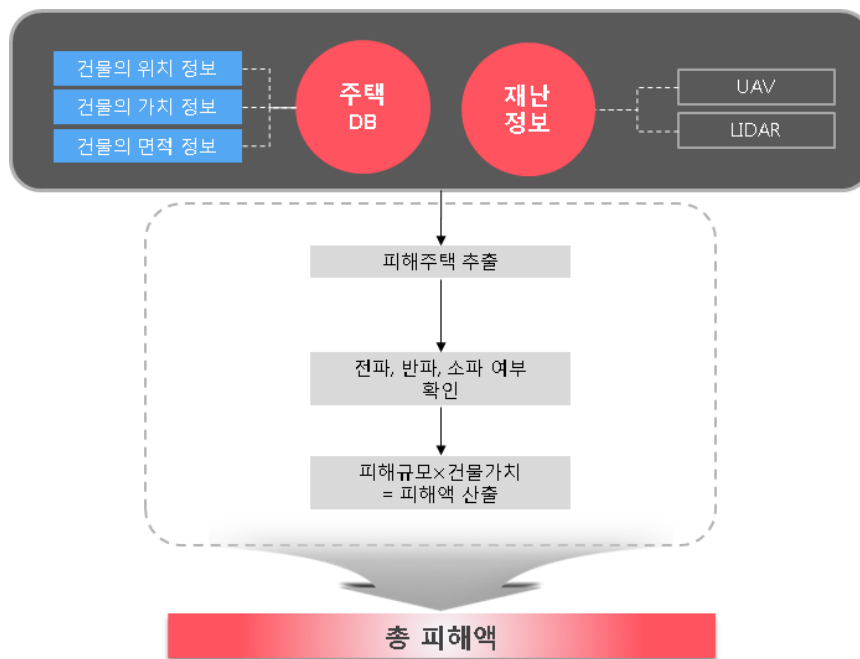 건물의 위치 정보
건물의 가치 정보
건물의 면적 정보
주택
DB
재난
정보
UAV
LIDAR
피해주택 추출
전파, 반파, 소파 여부
확인
피해규모×건물가치
= 피해액 산출
총 피해액